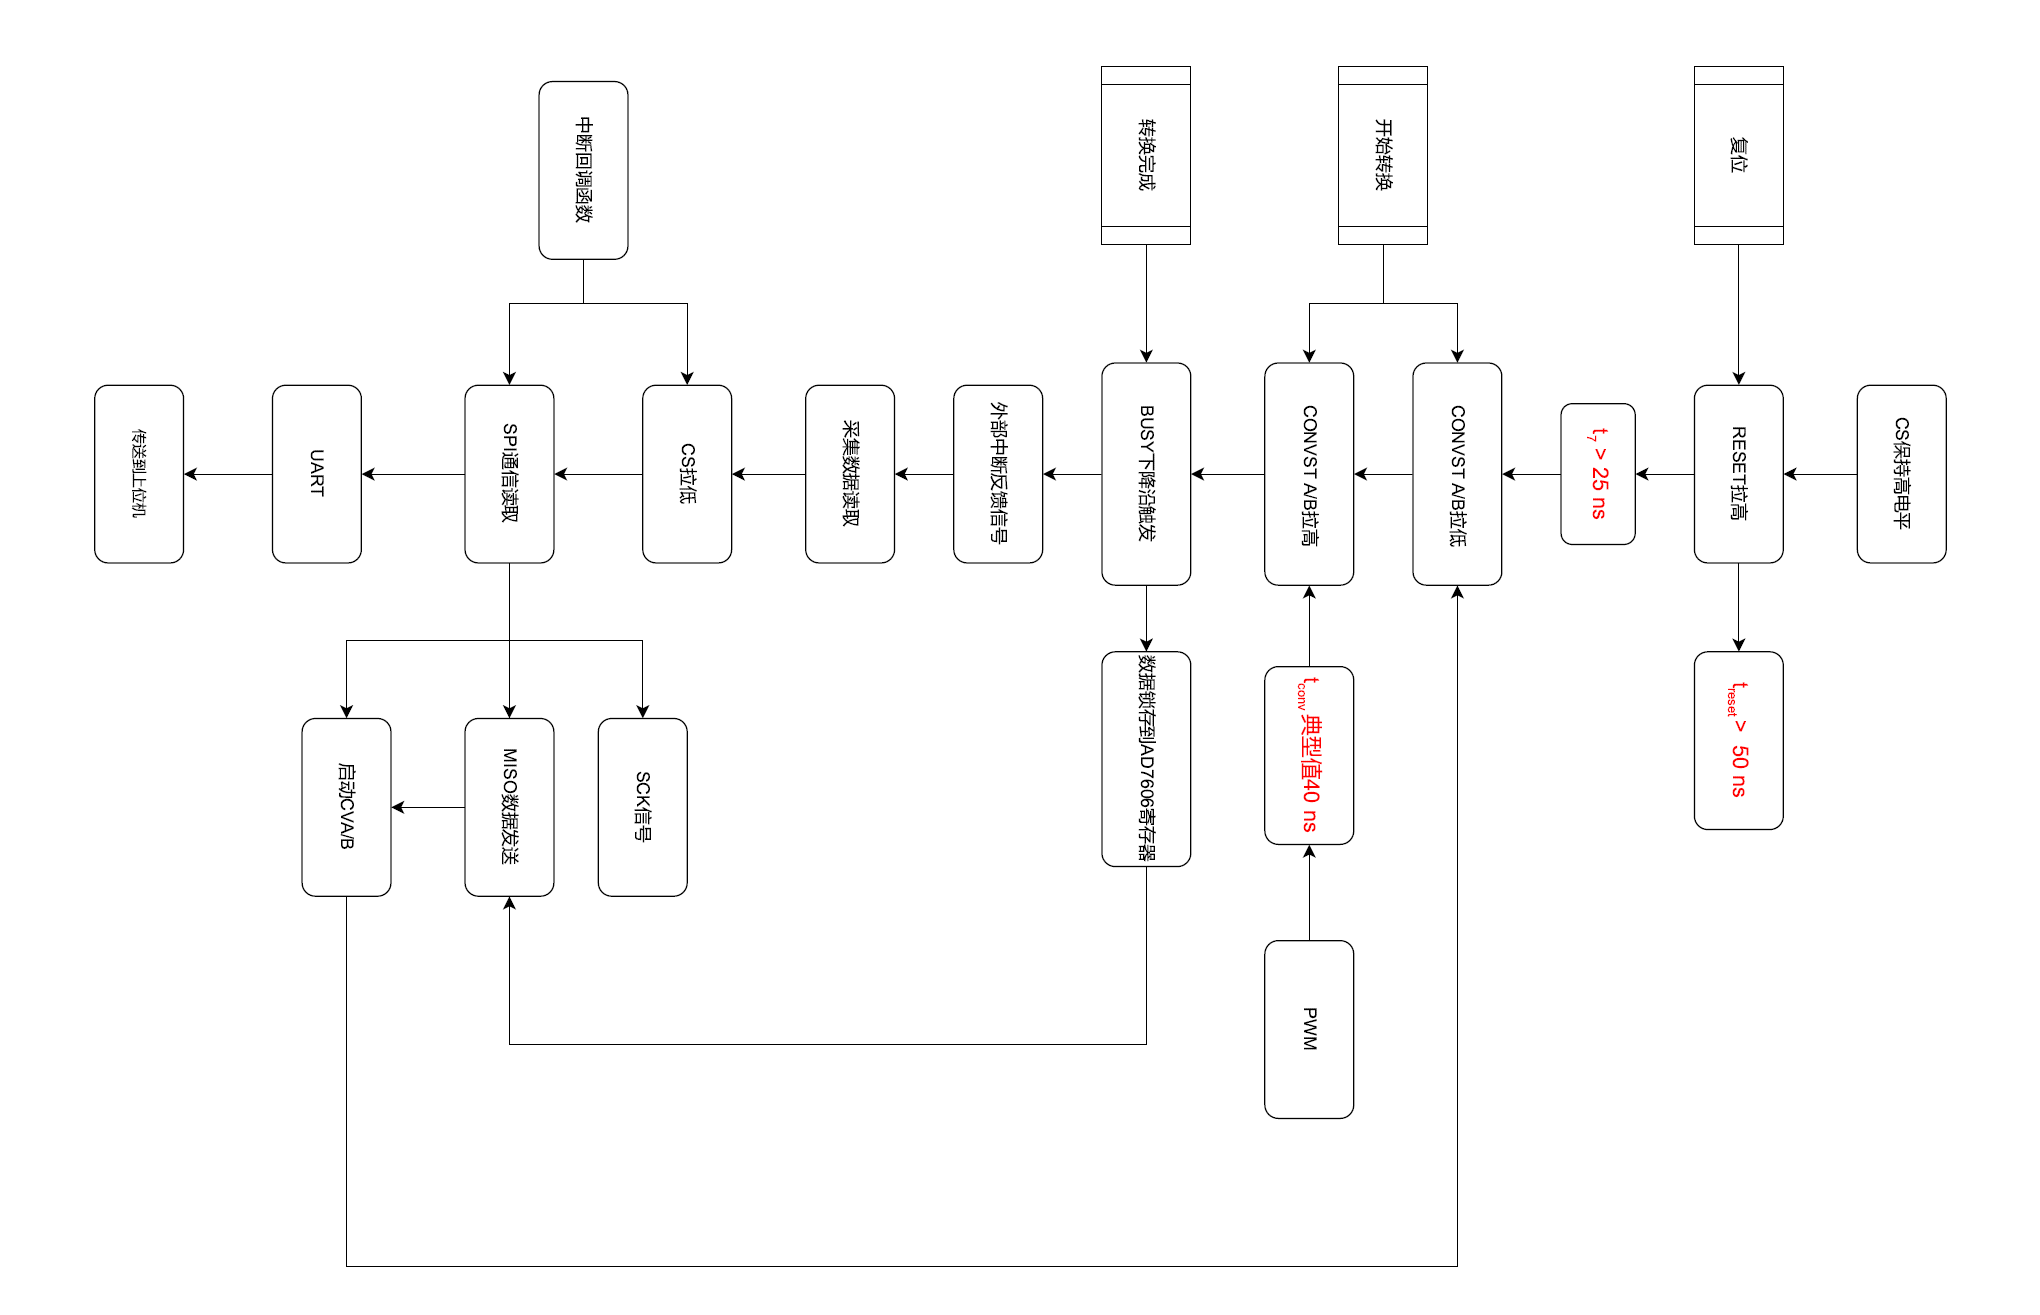 CS保持高电平
复位
RESET拉高
t_reset > 50 ns
t_7 > 25 ns
CONVST A/B拉低
开始转换
CONVST A/B拉高
t_conv 典型值40 ns
PWM
转换完成
BUSY下降沿触发
数据锁存到AD7606寄存器
外部中断反馈信号
采集数据读取
CS拉低
SCK信号
中断回调函数
SPI通信读取
MISO数据发送
启动CVA/B
UART
传送到上位机